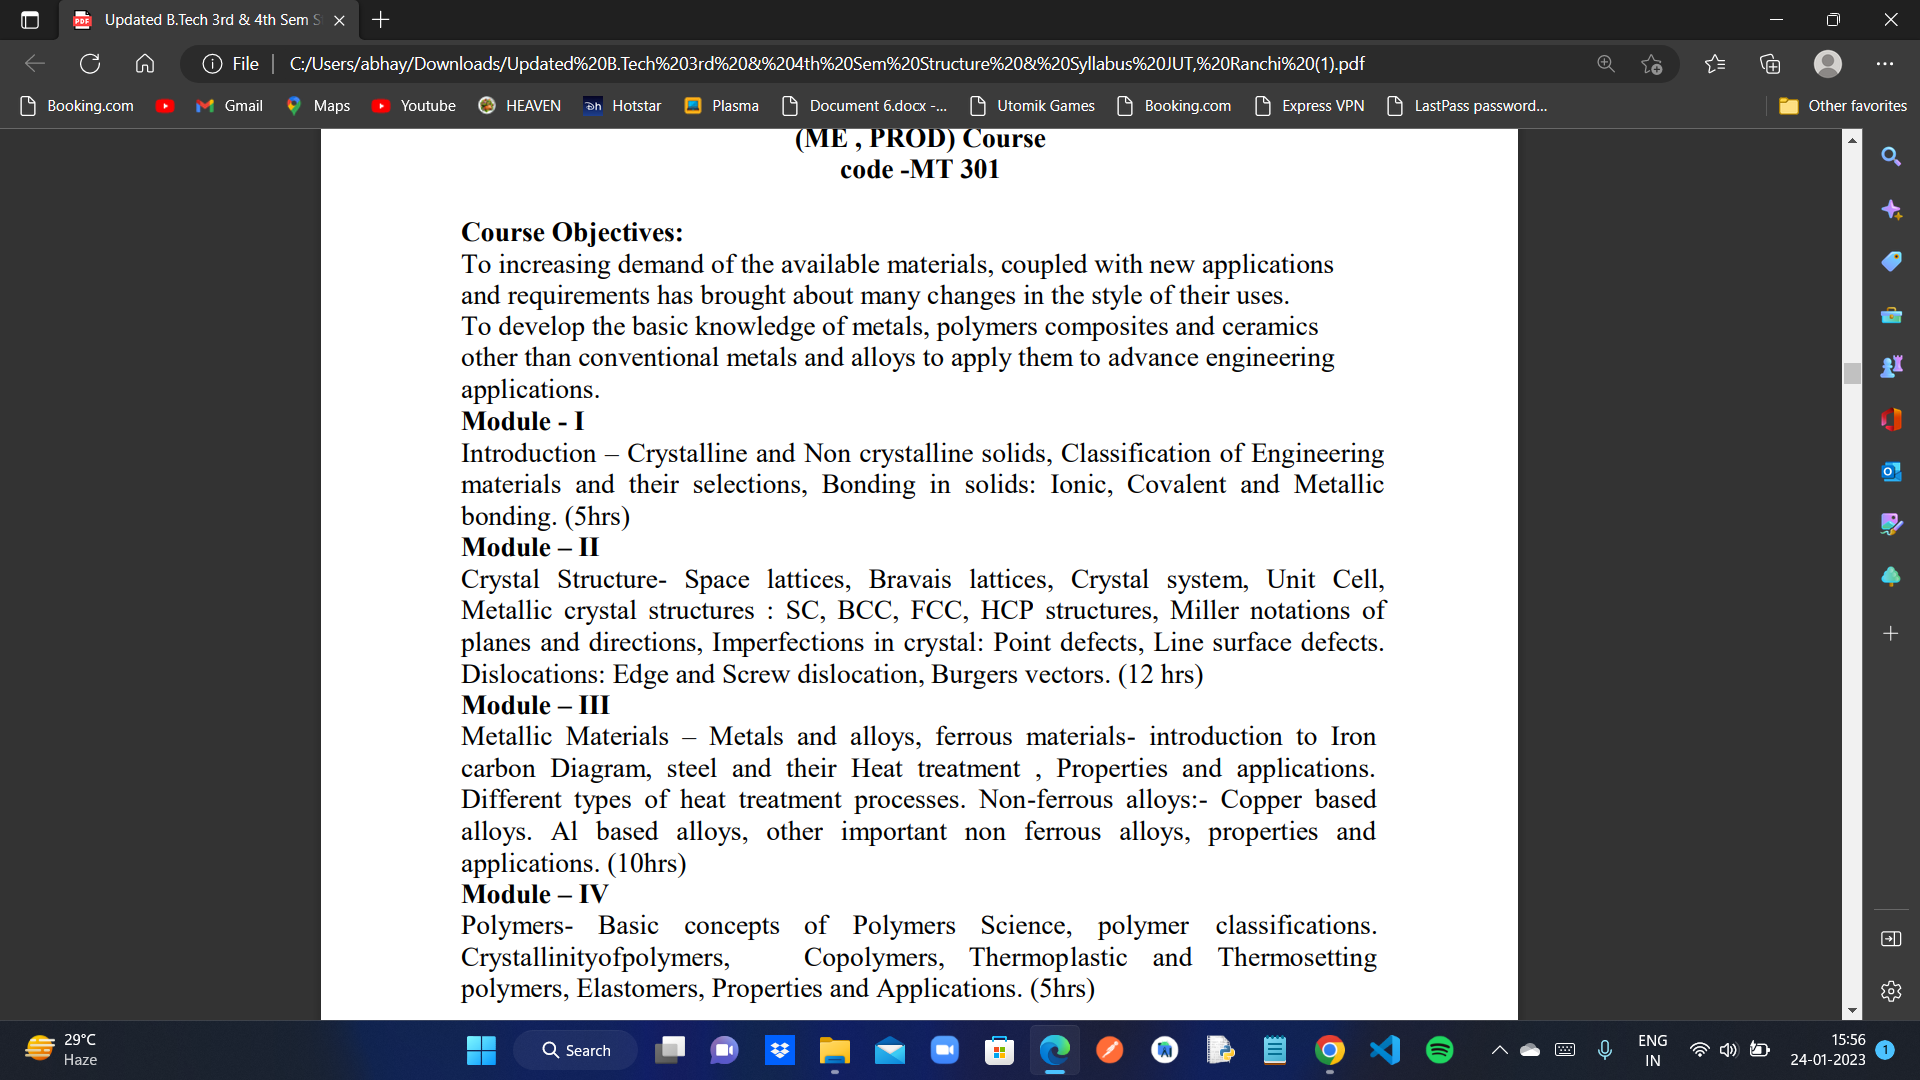 Updated B.Tech 3rd & 4th Sem S
File
C:/Users/abhay/Downloads/Updated%20B.Tech%203rd%20&%204th%20Sem%20Structure%20&%20Syllabus%20JUT,%20Ranchi%20(1).pdf
Booking.com Gmail Maps Youtube HEAVEN Hotstar Plasma Document 6.docx -... Utomik Games Booking.com Express VPN LastPass password... Other favorites
(ME , PROD) Course
code -MT 301
Course Objectives:
To increasing demand of the available materials, coupled with new applications
and requirements has brought about many changes in the style of their uses.
To develop the basic knowledge of metals, polymers composites and ceramics
other than conventional metals and alloys to apply them to advance engineering
applications.
Module - I
Introduction – Crystalline and Non crystalline solids, Classification of Engineering
materials and their selections, Bonding in solids: Ionic, Covalent and Metallic
bonding. (5hrs)
Module – II
Crystal Structure- Space lattices, Bravais lattices, Crystal system, Unit Cell,
Metallic crystal structures : SC, BCC, FCC, HCP structures, Miller notations of
planes and directions, Imperfections in crystal: Point defects, Line surface defects.
Dislocations: Edge and Screw dislocation, Burgers vectors. (12 hrs)
Module – III
Metallic Materials – Metals and alloys, ferrous materials- introduction to Iron
carbon Diagram, steel and their Heat treatment , Properties and applications.
Different types of heat treatment processes. Non-ferrous alloys:- Copper based
alloys. Al based alloys, other important non ferrous alloys, properties and
applications. (10hrs)
Module – IV
Polymers- Basic concepts of Polymers Science, polymer classifications.
Crystallinityofpolymers, Copolymers, Thermoplastic and Thermosetting
polymers, Elastomers, Properties and Applications. (5hrs)
29°C
Haze
Search
ENG
IN
15:56
24-01-2023
1